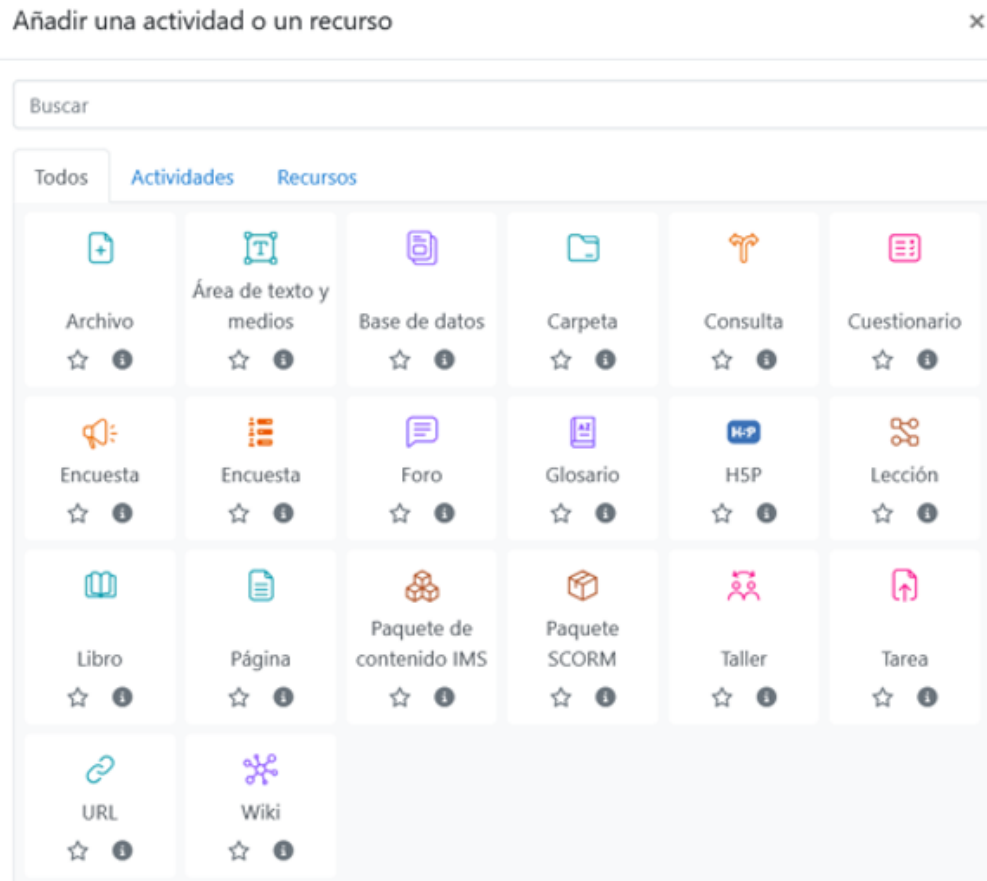 Añadir una actividad o un recurso
×
Buscar
Todos Actividades Recursos
Archivo
Área de texto y
medios
Base de datos
Carpeta
Consulta
Cuestionario
Encuesta
Encuesta
Foro
Glosario
H5P
H5P
Lección
Libro
Página
Paquete de
contenido IMS
Paquete
SCORM
Taller
Tarea
URL
Wiki